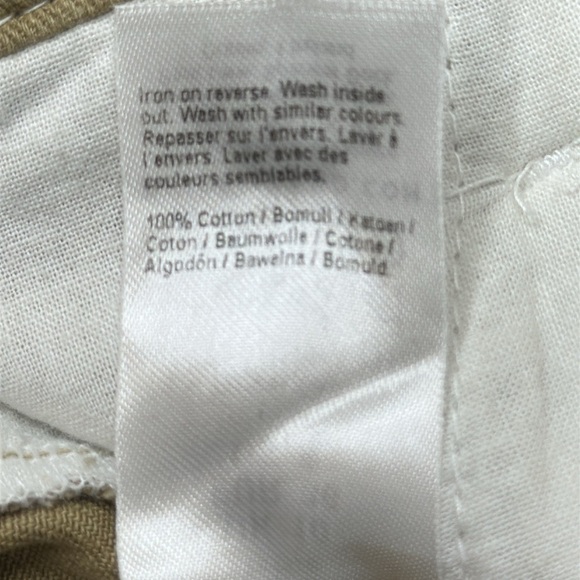 Iron on reverse. Wash inside
out. Wash with similar colours.
Repasser sur l'envers. Laver à
l'envers. Laver avec des
couleurs semblables.
100% Cotton / Bomull / Katoen /
Coton / Baumwolle / Cotone /
Algodón / Bawełna / Bomuld